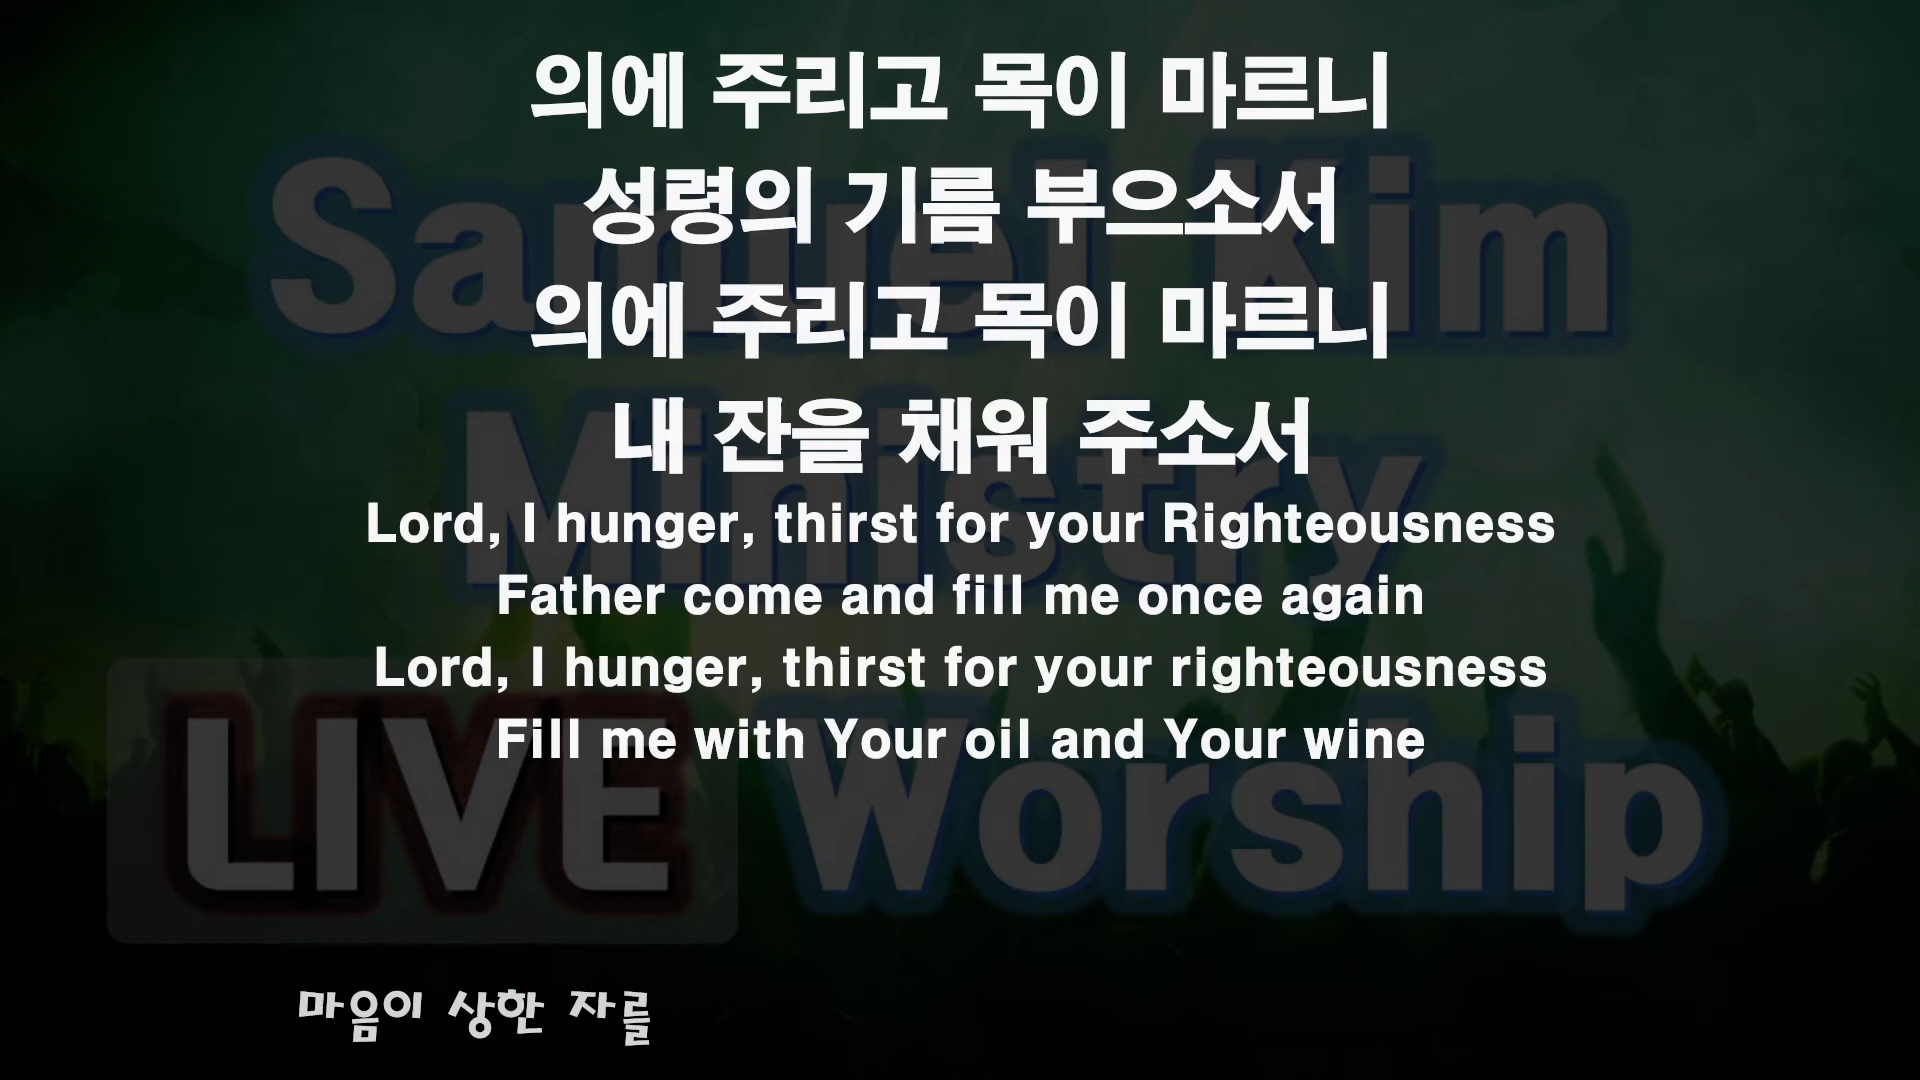 의에 주리고 목이 마르니
성령의 기름 부으소서
의에 주리고 목이 마르니
내 잔을 채워 주소서
Lord, I hunger, thirst for your Righteousness
Father come and fill me once again
Lord, I hunger, thirst for your righteousness
Fill me with Your oil and Your wine
Samuel Kim
Ministry
LIVE Worship
마음이 상한 자를